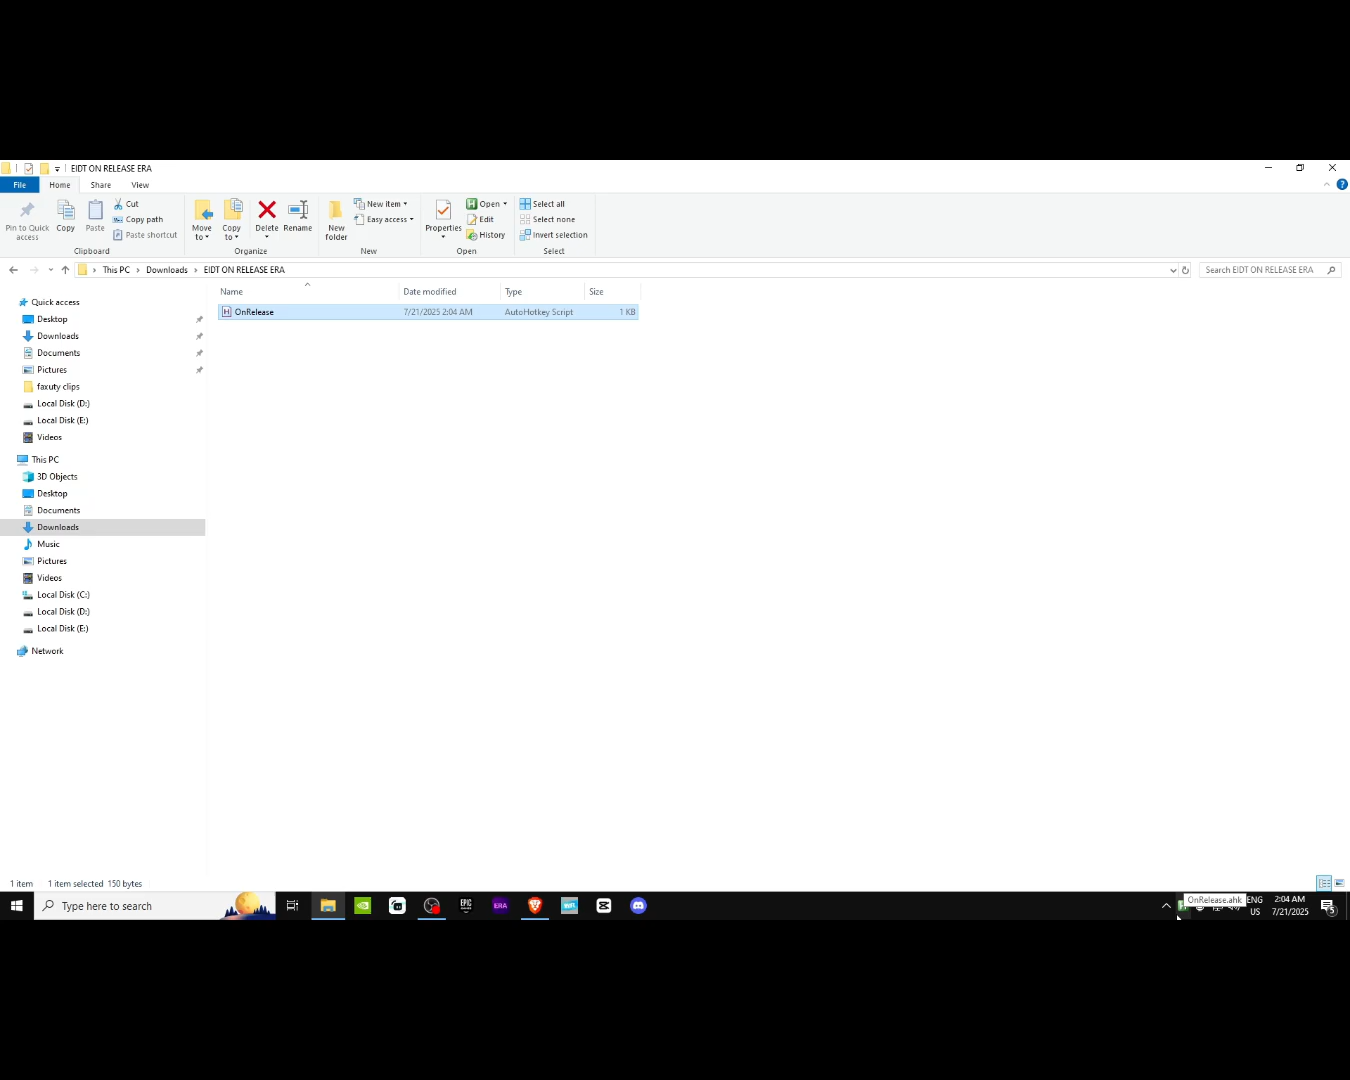 EIDT ON RELEASE ERA
File Home Share View
Pin to Quick access
Copy
Paste
Cut
Copy path
Paste shortcut
Clipboard
Move to
Copy to
Delete
Rename
Organize
New folder
New item
Easy access
New
Properties
Open
Edit
History
Open
Select all
Select none
Invert selection
Select
This PC Downloads EIDT ON RELEASE ERA
Search EIDT ON RELEASE ERA
Name Date modified Type Size
OnRelease 7/21/2025 2:04 AM AutoHotkey Script 1 KB
Quick access
Desktop
Downloads
Documents
Pictures
faxuty clips
Local Disk (D:)
Local Disk (E:)
Videos
This PC
3D Objects
Desktop
Documents
Downloads
Music
Pictures
Videos
Local Disk (C:)
Local Disk (D:)
Local Disk (E:)
Network
1 item 1 item selected 150 bytes
Type here to search
EPIC
ERA
OnRelease.ahk
ENG
US
2:04 AM
7/21/2025
5